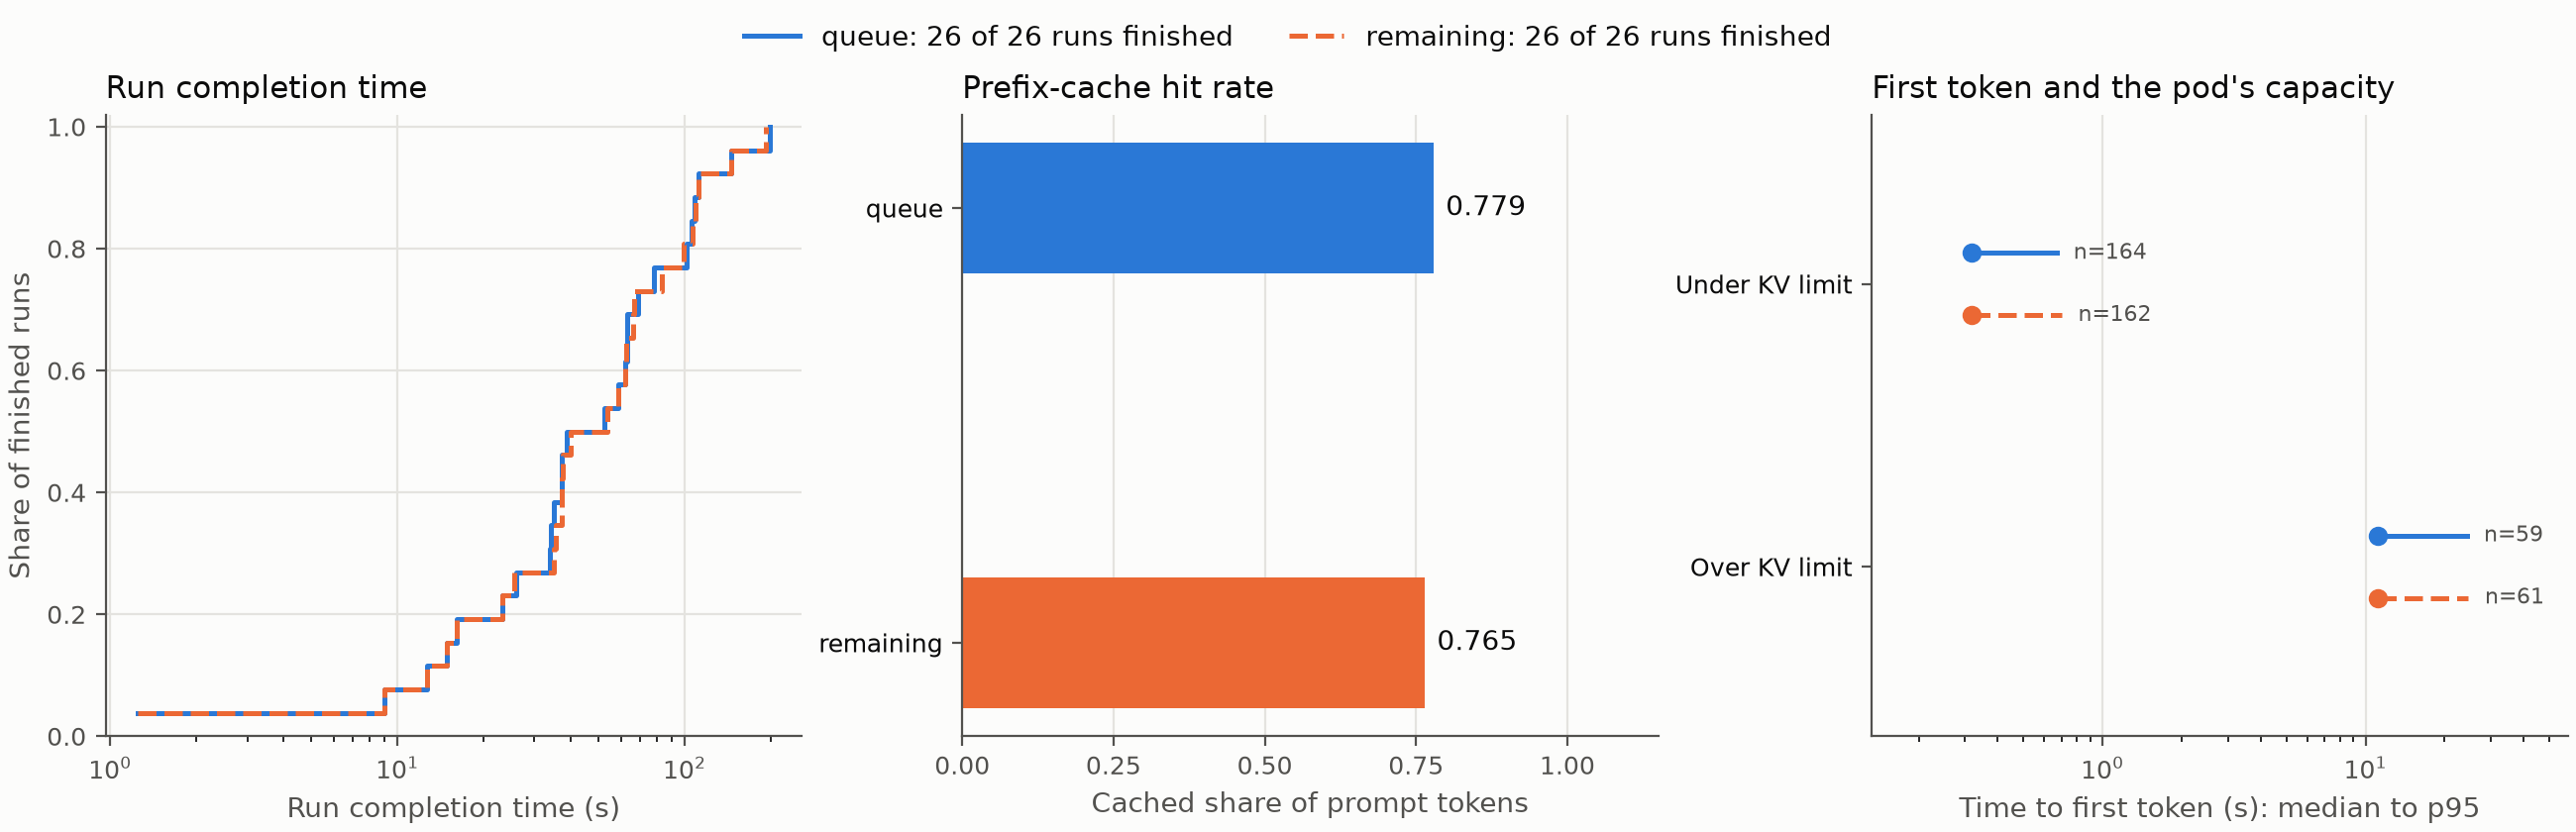 queue: 26 of 26 runs finished
remaining: 26 of 26 runs finished
Run completion time
Share of finished runs
1.0
0.8
0.6
0.4
0.2
0.0
10⁰
10¹
10²
Run completion time (s)
Prefix-cache hit rate
queue
0.779
remaining
0.765
0.00
0.25
0.50
0.75
1.00
Cached share of prompt tokens
First token and the pod's capacity
Under KV limit
n=164
n=162
Over KV limit
n=59
n=61
10⁰
10¹
Time to first token (s): median to p95